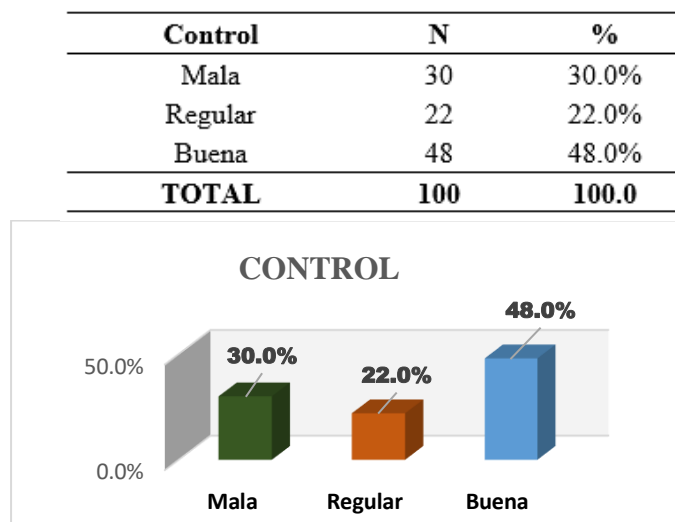 Control N %
Mala 30 30.0%
Regular 22 22.0%
Buena 48 48.0%
TOTAL 100 100.0
CONTROL
48.0%
30.0%
22.0%
50.0%
0.0%
Mala Regular Buena